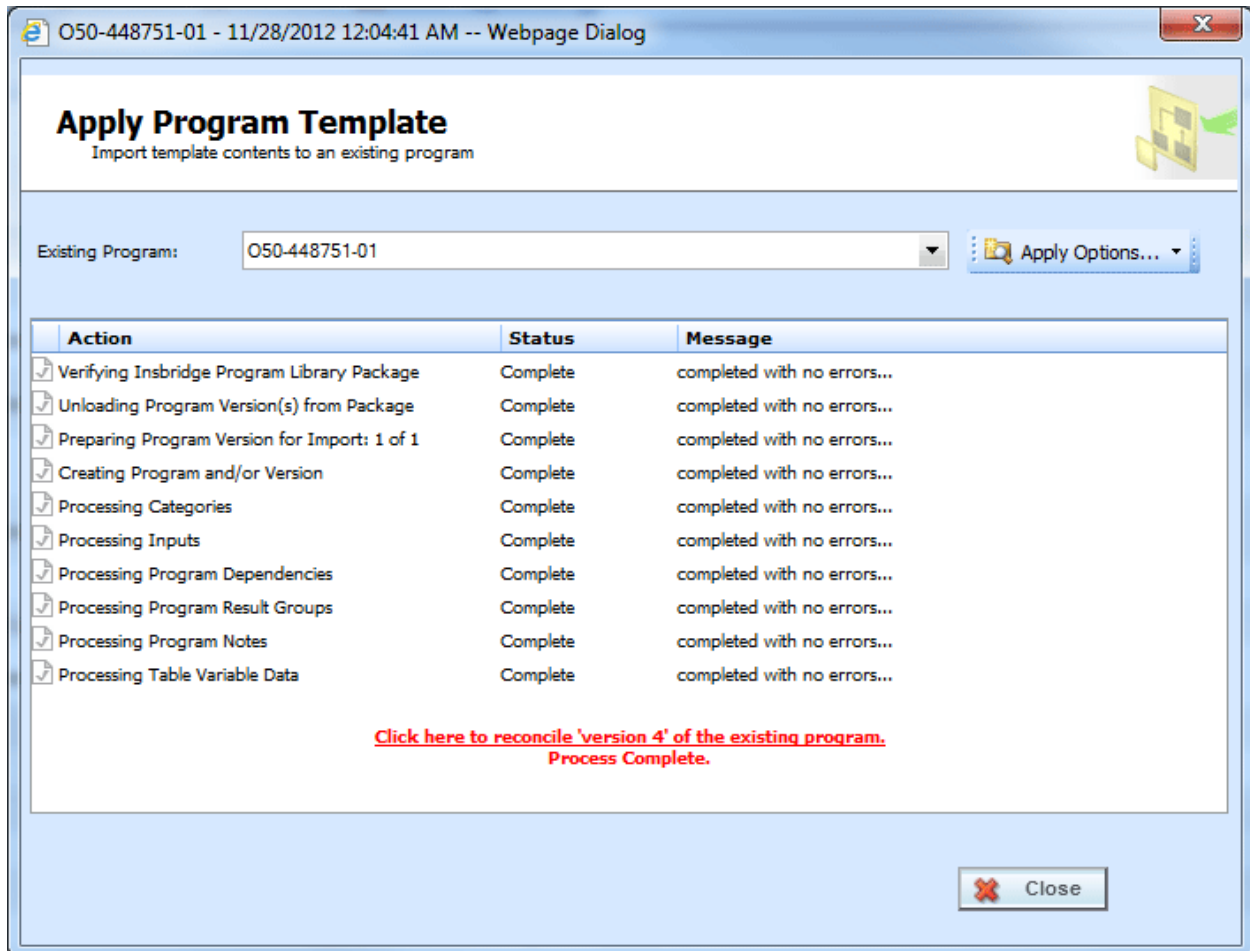 O50-448751-01 - 11/28/2012 12:04:41 AM -- Webpage Dialog
Apply Program Template
Import template contents to an existing program
Existing Program: O50-448751-01 Apply Options...
Action Status Message
Verifying Insbridge Program Library Package Complete completed with no errors...
Unloading Program Version(s) from Package Complete completed with no errors...
Preparing Program Version for Import: 1 of 1 Complete completed with no errors...
Creating Program and/or Version Complete completed with no errors...
Processing Categories Complete completed with no errors...
Processing Inputs Complete completed with no errors...
Processing Program Dependencies Complete completed with no errors...
Processing Program Result Groups Complete completed with no errors...
Processing Program Notes Complete completed with no errors...
Processing Table Variable Data Complete completed with no errors...
Click here to reconcile 'version 4' of the existing program.
Process Complete.
Close